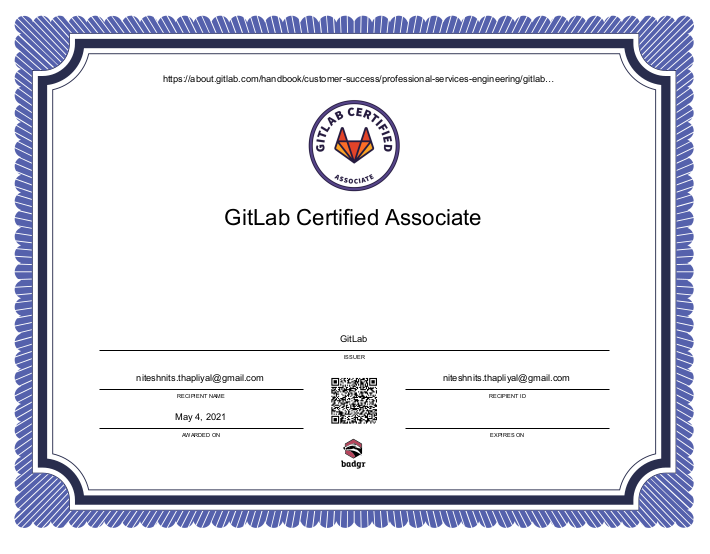 https://about.gitlab.com/handbook/customer-success/professional-services-engineering/gitlab…
GITLAB CERTIFIED
ASSOCIATE
GitLab Certified Associate
GitLab
ISSUER
niteshnits.thapliyal@gmail.com
niteshnits.thapliyal@gmail.com
RECIPIENT NAME
RECIPIENT ID
May 4, 2021
AWARDED ON
EXPIRES ON
badgr